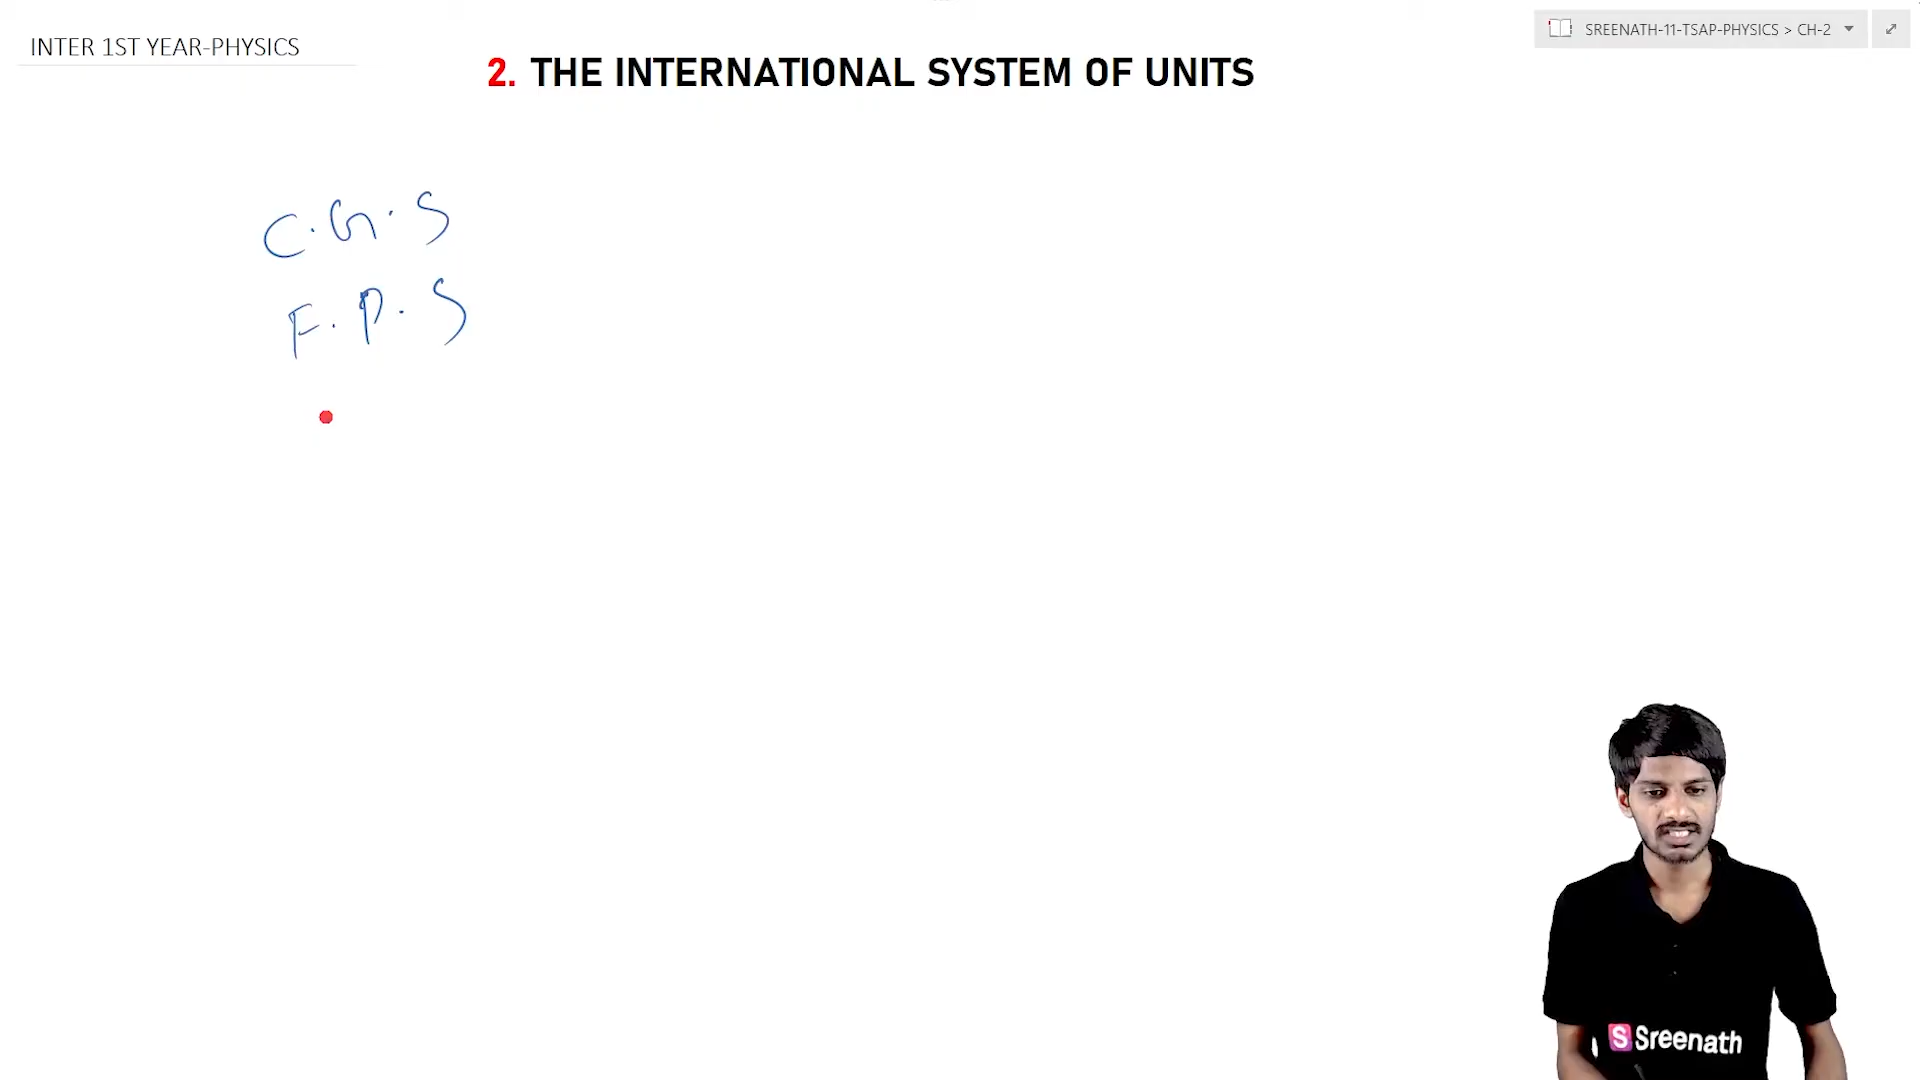 INTER 1ST YEAR-PHYSICS
SREENATH-11-TSAP-PHYSICS > CH-2
2. THE INTERNATIONAL SYSTEM OF UNITS
C.G.S
F.P.S
S Sreenath